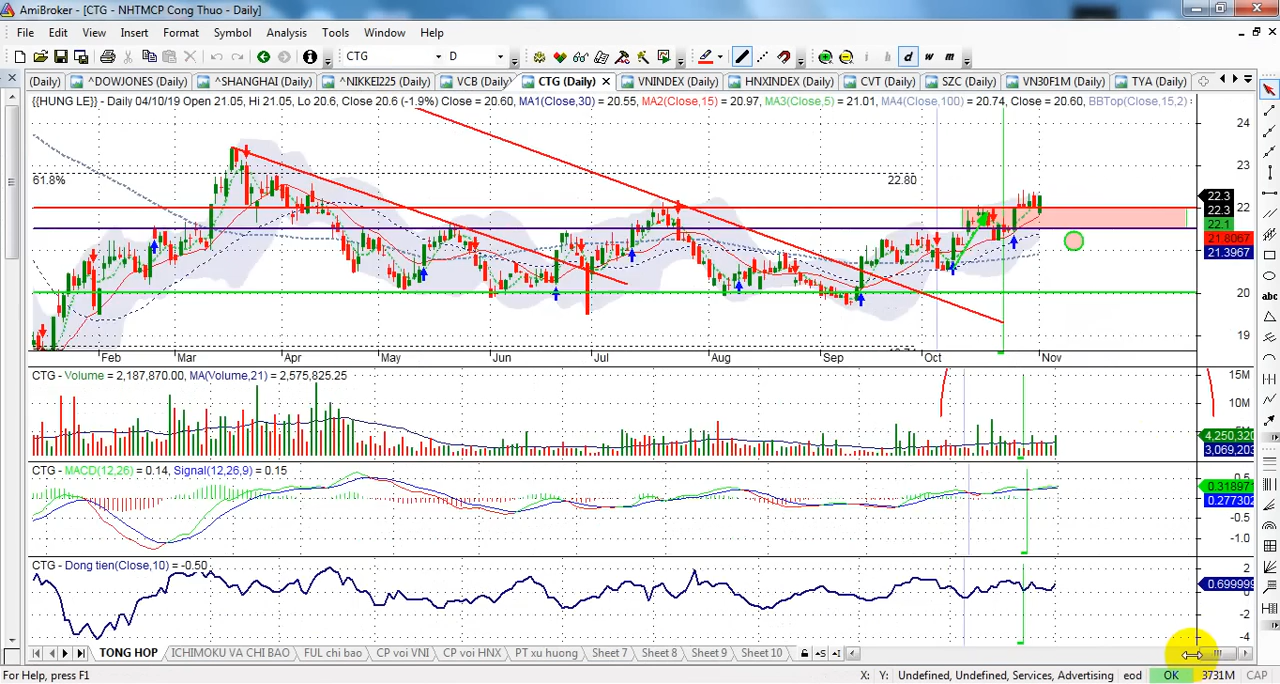 AmiBroker - [CTG - NHTMCP Cong Thuo - Daily]
File Edit View Insert Format Symbol Analysis Tools Window Help
CTG D i h d w m
(Daily) ^DOWJONES (Daily) ^SHANGHAI (Daily) ^NIKKEI225 (Daily) VCB (Daily) CTG (Daily) VNINDEX (Daily) HNXINDEX (Daily) CVT (Daily) SZC (Daily) VN30F1M (Daily) TYA (Daily)
{{HUNG LE}} - Daily 04/10/19 Open 21.05, Hi 21.05, Lo 20.6, Close 20.6 (-1.9%) Close = 20.60, MA1(Close,30) = 20.55, MA2(Close,15) = 20.97, MA3(Close,5) = 21.01, MA4(Close,100) = 20.74, Close = 20.60, BBTop(Close,15,2)
24
23
61.8% 22.80
22.3
22
22.3
22.1
21.8067
21.3967
20
19
Feb Mar Apr May Jun Jul Aug Sep Oct Nov
CTG - Volume = 2,187,870.00, MA(Volume,21) = 2,575,825.25
15M
10M
4,250,320
3,069,203
CTG - MACD(12,26) = 0.14, Signal(12,26,9) = 0.15
0.318971
0.277302
-0.5
-1.0
CTG - Dong tien(Close,10) = -0.50
0.699999
-2
-4
TONG HOP ICHIMOKU VA CHI BAO FUL chi bao CP voi VNI CP voi HNX PT xu huong Sheet 7 Sheet 8 Sheet 9 Sheet 10
For Help, press F1 X: Y: Undefined, Undefined, Services, Advertising eod OK 3731M CAP
abc